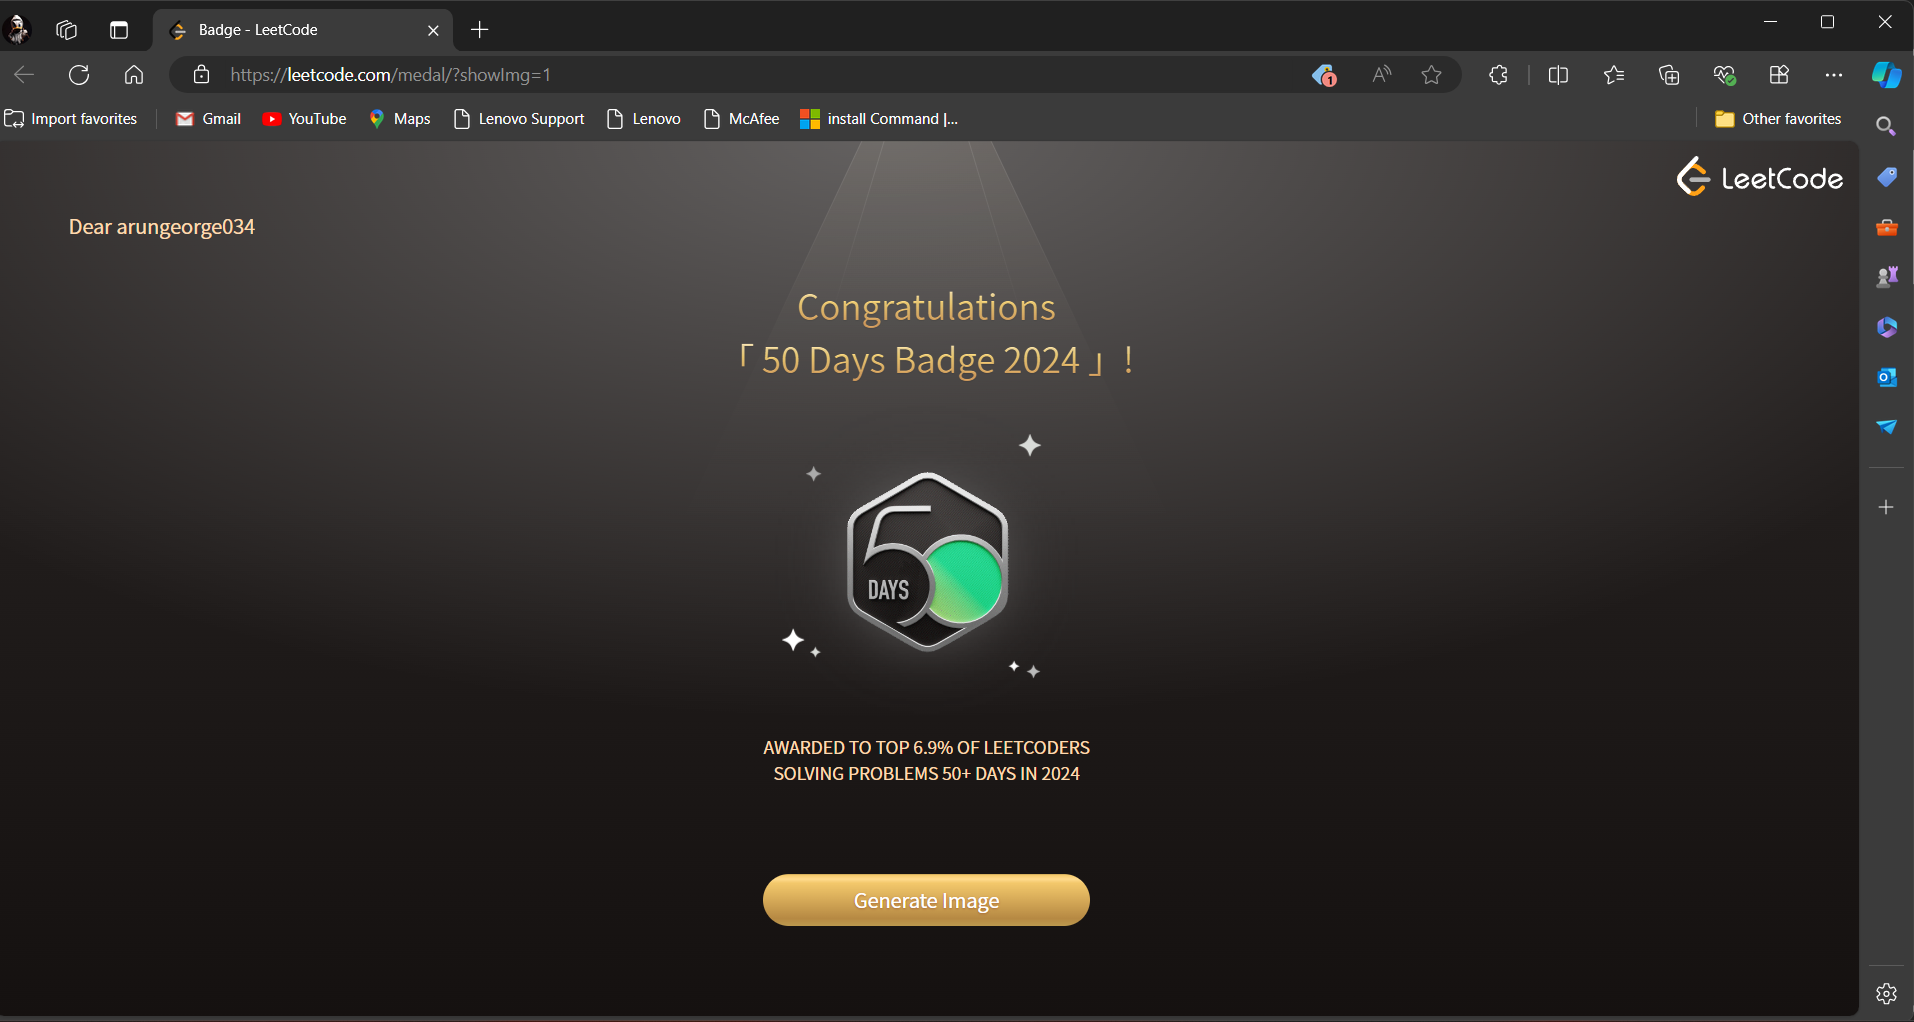 Badge - LeetCode
https://leetcode.com/medal/?showImg=1
1
Import favorites
Gmail
YouTube
Maps
Lenovo Support
Lenovo
McAfee
install Command |...
Other favorites
LeetCode
Dear arungeorge034
Congratulations
「 50 Days Badge 2024 」!
50
DAYS
AWARDED TO TOP 6.9% OF LEETCODERS
SOLVING PROBLEMS 50+ DAYS IN 2024
Generate Image